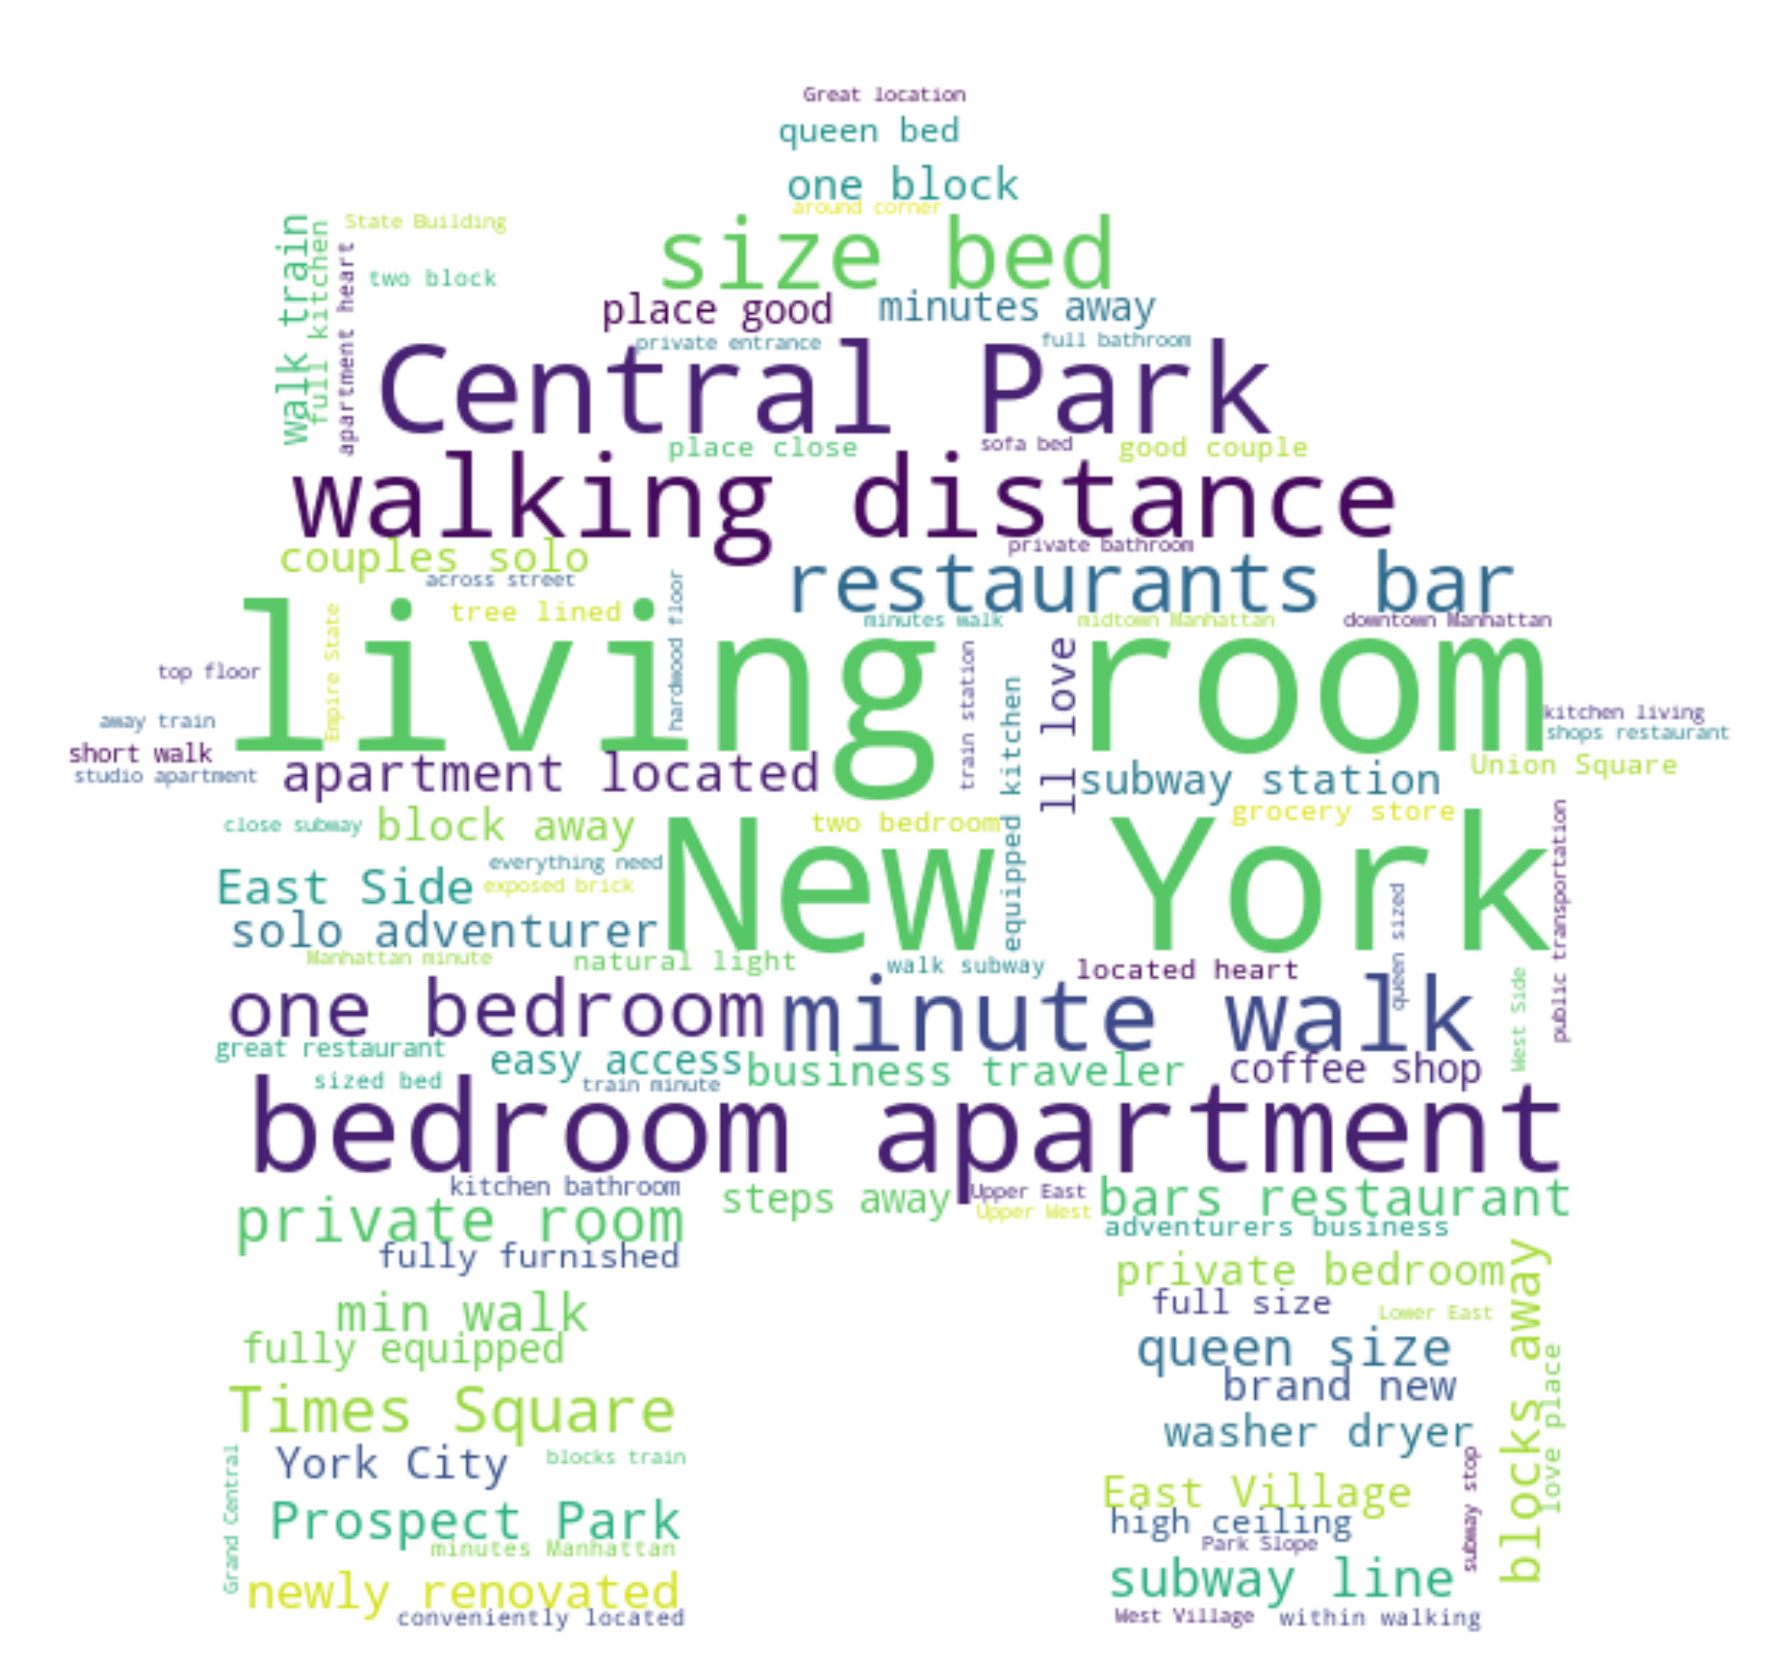 Great location
queen bed
one block
around corner
walk train
full kitchen
State Building
size bed
apartment heart
two block
place good
minutes away
private entrance
full bathroom
Central Park
place close
sofa bed
good couple
walking distance
couples solo
private bathroom
across street
restaurants bar
Empire State
tree lined
hardwood floor
minutes walk
midtown Manhattan
downtown Manhattan
living room
top floor
train station
equipped kitchen
ll love
away train
kitchen living
shops restaurant
short walk
studio apartment
apartment located
subway station
Union Square
close subway
block away
two bedroom
grocery store
New York
public transportation
everything need
East Side
exposed brick
queen sized
solo adventurer
Manhattan minute
natural light
walk subway
located heart
West Side
one bedroom
minute walk
great restaurant
easy access
business traveler
coffee shop
sized bed
train minute
bedroom apartment
kitchen bathroom
steps away
Upper East
Upper West
bars restaurant
private room
adventurers business
fully furnished
private bedroom
blocks away
min walk
full size
Lower East
fully equipped
queen size
love place
brand new
Times Square
washer dryer
York City
blocks train
Grand Central
subway stop
East Village
Prospect Park
high ceiling
minutes Manhattan
Park Slope
newly renovated
subway line
conveniently located
West Village
within walking